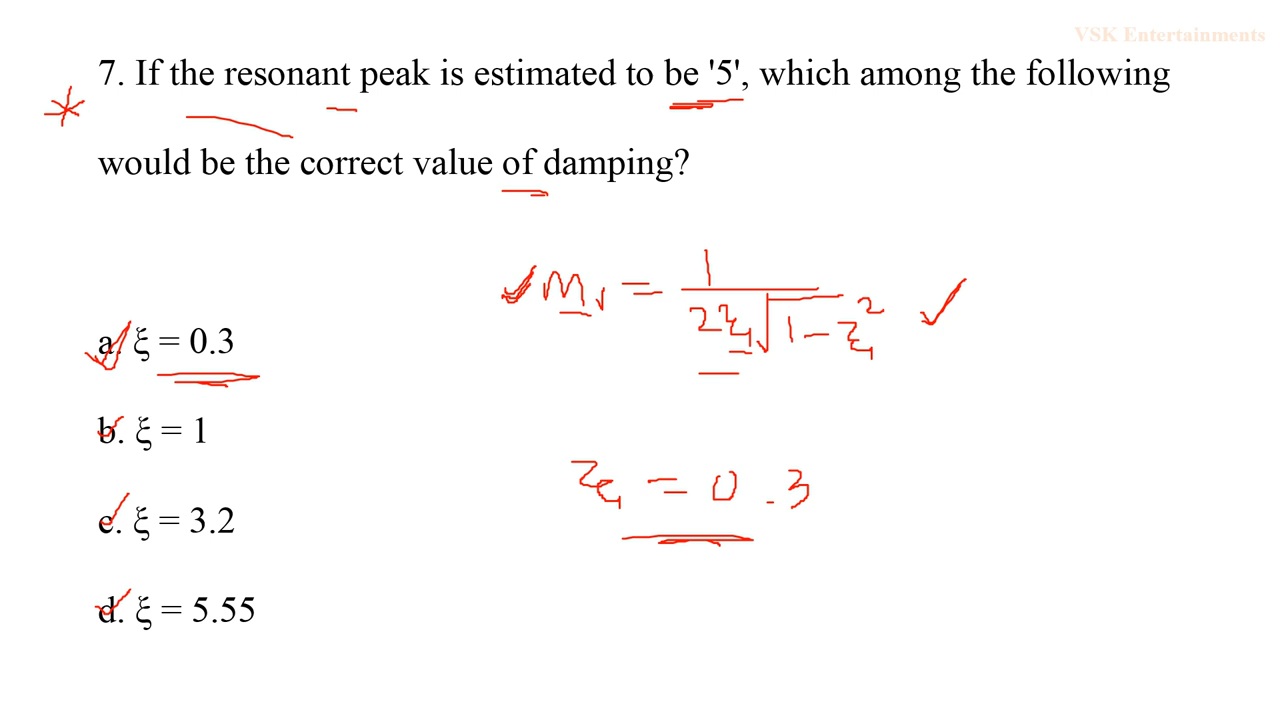 VSK Entertainments
7. If the resonant peak is estimated to be '5', which among the following
would be the correct value of damping?
Mr = 1 / 2ξ√1-ξ²
a. ξ = 0.3
b. ξ = 1
ξ = 0.3
c. ξ = 3.2
d. ξ = 5.55